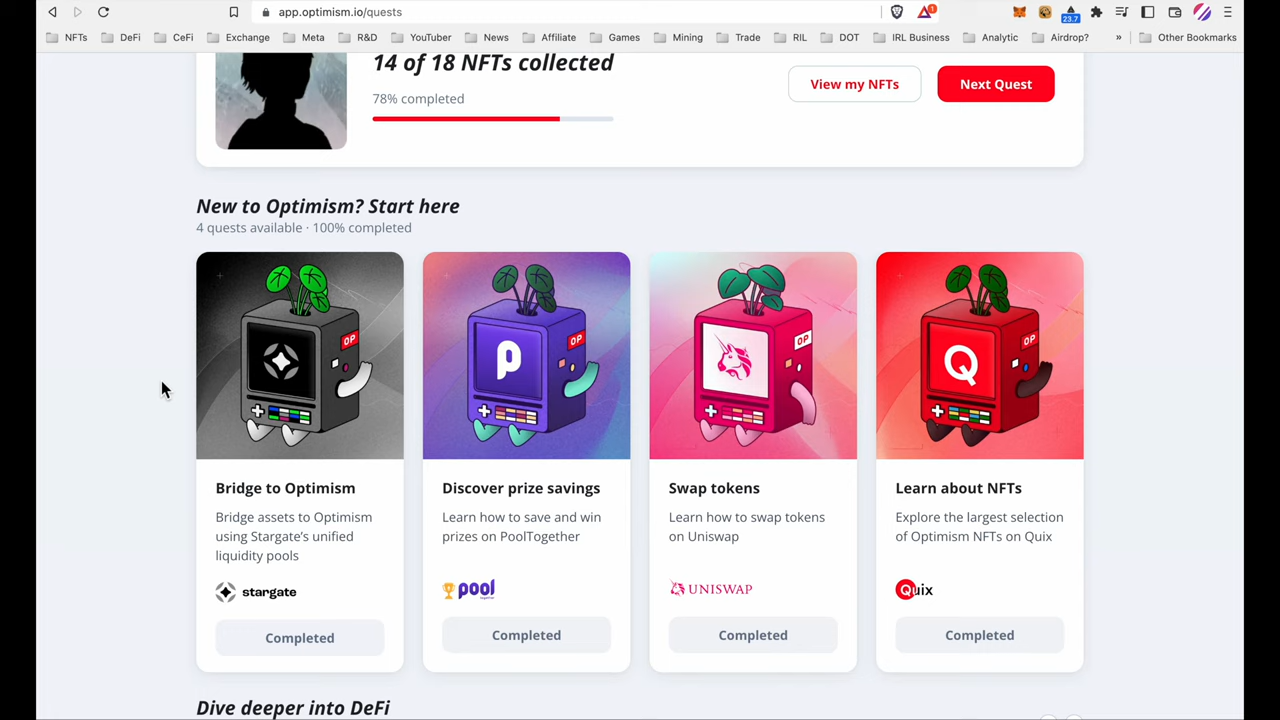 app.optimism.io/quests
1
23.7
NFTs DeFi CeFi Exchange Meta R&D YouTuber News Affiliate Games Mining Trade RIL DOT IRL Business Analytic Airdrop? » Other Bookmarks
14 of 18 NFTs collected
78% completed
View my NFTs
Next Quest
New to Optimism? Start here
4 quests available · 100% completed
OP
p
OP
OP
Q
OP
Bridge to Optimism
Bridge assets to Optimism
using Stargate's unified
liquidity pools
stargate
Completed
Discover prize savings
Learn how to save and win
prizes on PoolTogether
pool
Completed
Swap tokens
Learn how to swap tokens
on Uniswap
UNISWAP
Completed
Learn about NFTs
Explore the largest selection
of Optimism NFTs on Quix
Quix
Completed
Dive deeper into DeFi